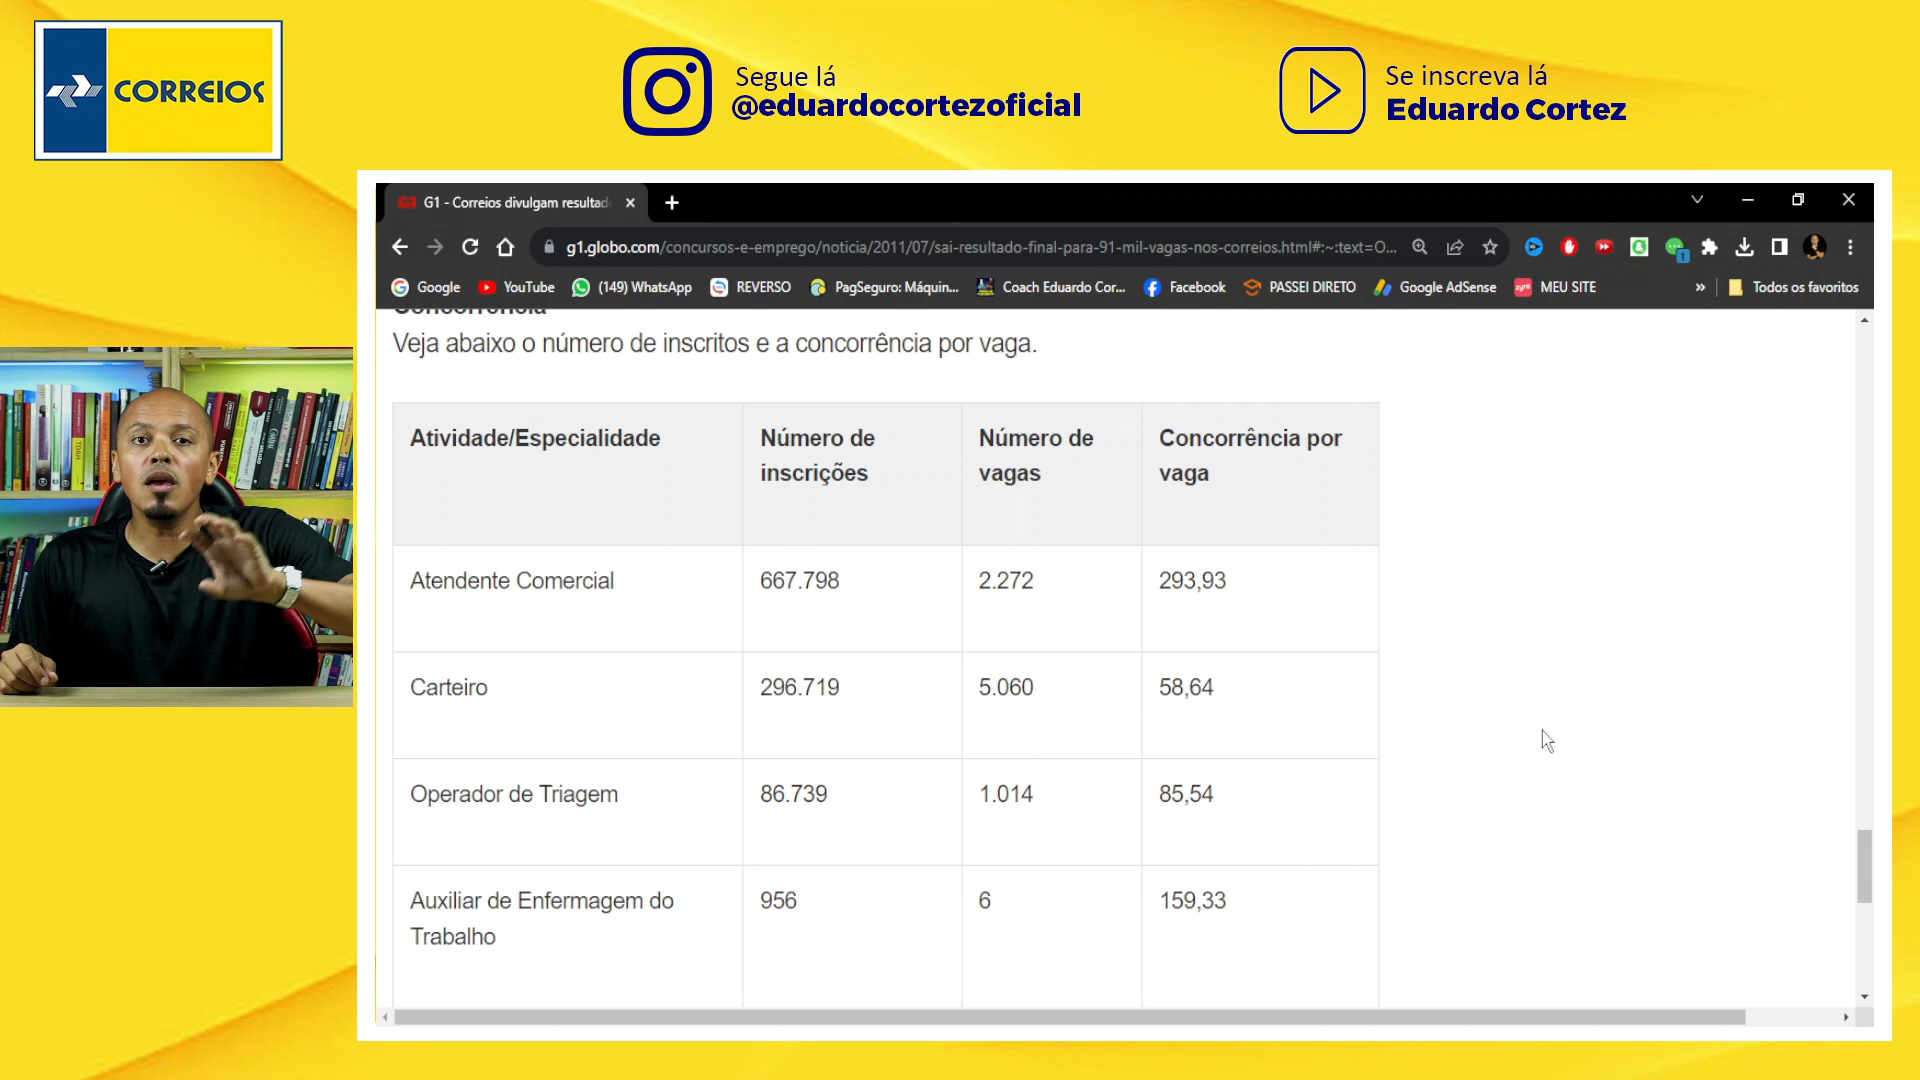 CORREIOS
Segue lá
@eduardocortezoficial
Se inscreva lá
Eduardo Cortez
G1 - Correios divulgam resultad
g1.globo.com/concursos-e-emprego/noticia/2011/07/sai-resultado-final-para-91-mil-vagas-nos-correios.html#:~:text=O...
Google YouTube (149) WhatsApp REVERSO PagSeguro: Máquin... Coach Eduardo Cor... Facebook PASSEI DIRETO Google AdSense MEU SITE » Todos os favoritos
Concorrência
Veja abaixo o número de inscritos e a concorrência por vaga.
Atividade/Especialidade Número de inscrições Número de vagas Concorrência por vaga
Atendente Comercial 667.798 2.272 293,93
Carteiro 296.719 5.060 58,64
Operador de Triagem 86.739 1.014 85,54
Auxiliar de Enfermagem do Trabalho 956 6 159,33